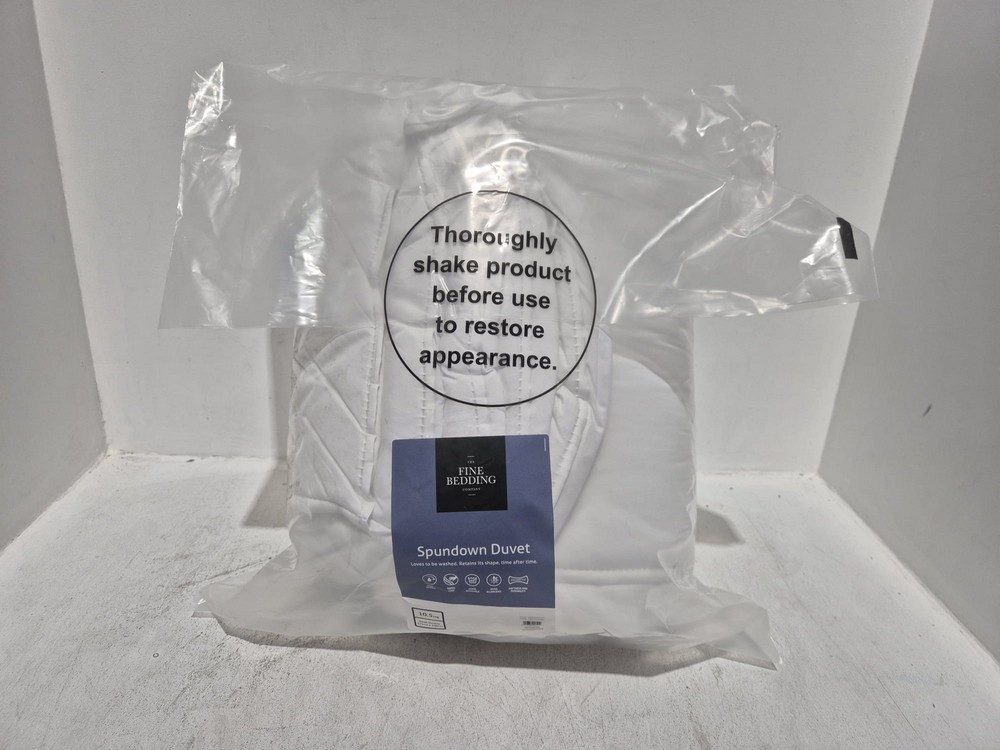 Thoroughly
shake product
before use
to restore
appearance.
THE
FINE
BEDDING
COMPANY
Spundown Duvet
Loves to be washed. Retains its shape, time after time.
10.5